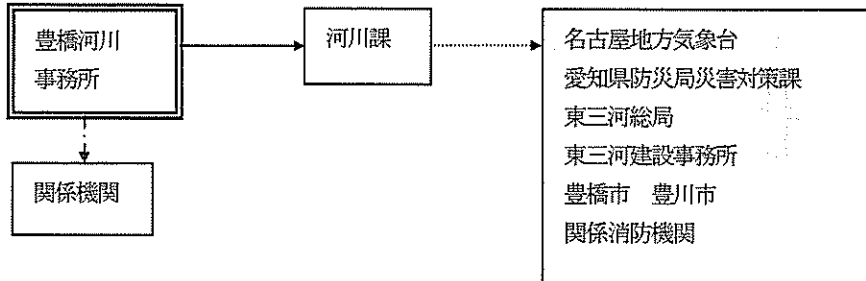 豊橋河川
事務所
河川課
名古屋地方気象台
愛知県防災局災害対策課
東三河総局
東三河建設事務所
豊橋市　豊川市
関係消防機関
関係機関